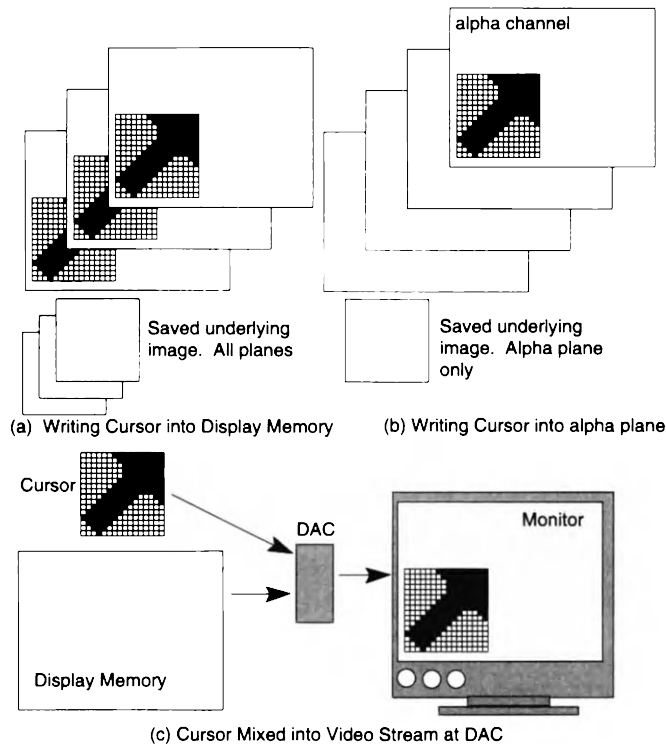 alpha channel
Saved underlying
image. All planes
Saved underlying
image. Alpha plane
only
(a) Writing Cursor into Display Memory
(b) Writing Cursor into alpha plane
Cursor
DAC
Monitor
Display Memory
(c) Cursor Mixed into Video Stream at DAC